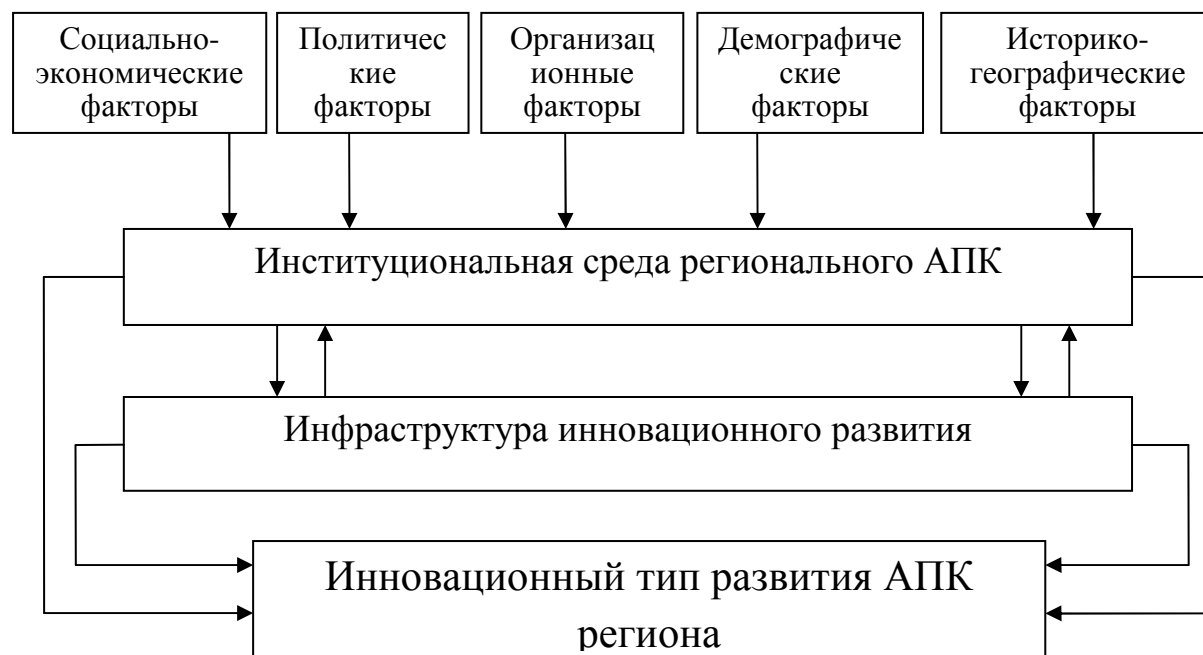 Социально-
экономические
факторы
Политичес
кие
факторы
Организац
ионные
факторы
Демографиче
ские
факторы
Историко-
географические
факторы
Институциональная среда регионального АПК
Инфраструктура инновационного развития
Инновационный тип развития АПК
региона